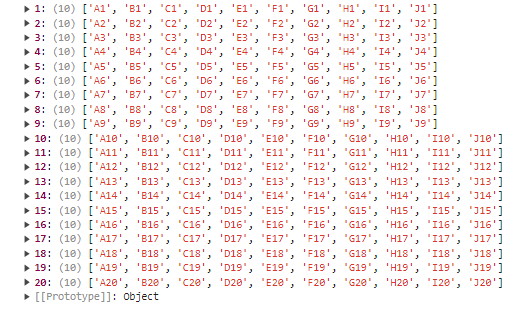 ▶ 1: (10) ['A1', 'B1', 'C1', 'D1', 'E1', 'F1', 'G1', 'H1', 'I1', 'J1']
▶ 2: (10) ['A2', 'B2', 'C2', 'D2', 'E2', 'F2', 'G2', 'H2', 'I2', 'J2']
▶ 3: (10) ['A3', 'B3', 'C3', 'D3', 'E3', 'F3', 'G3', 'H3', 'I3', 'J3']
▶ 4: (10) ['A4', 'B4', 'C4', 'D4', 'E4', 'F4', 'G4', 'H4', 'I4', 'J4']
▶ 5: (10) ['A5', 'B5', 'C5', 'D5', 'E5', 'F5', 'G5', 'H5', 'I5', 'J5']
▶ 6: (10) ['A6', 'B6', 'C6', 'D6', 'E6', 'F6', 'G6', 'H6', 'I6', 'J6']
▶ 7: (10) ['A7', 'B7', 'C7', 'D7', 'E7', 'F7', 'G7', 'H7', 'I7', 'J7']
▶ 8: (10) ['A8', 'B8', 'C8', 'D8', 'E8', 'F8', 'G8', 'H8', 'I8', 'J8']
▶ 9: (10) ['A9', 'B9', 'C9', 'D9', 'E9', 'F9', 'G9', 'H9', 'I9', 'J9']
▶ 10: (10) ['A10', 'B10', 'C10', 'D10', 'E10', 'F10', 'G10', 'H10', 'I10', 'J10']
▶ 11: (10) ['A11', 'B11', 'C11', 'D11', 'E11', 'F11', 'G11', 'H11', 'I11', 'J11']
▶ 12: (10) ['A12', 'B12', 'C12', 'D12', 'E12', 'F12', 'G12', 'H12', 'I12', 'J12']
▶ 13: (10) ['A13', 'B13', 'C13', 'D13', 'E13', 'F13', 'G13', 'H13', 'I13', 'J13']
▶ 14: (10) ['A14', 'B14', 'C14', 'D14', 'E14', 'F14', 'G14', 'H14', 'I14', 'J14']
▶ 15: (10) ['A15', 'B15', 'C15', 'D15', 'E15', 'F15', 'G15', 'H15', 'I15', 'J15']
▶ 16: (10) ['A16', 'B16', 'C16', 'D16', 'E16', 'F16', 'G16', 'H16', 'I16', 'J16']
▶ 17: (10) ['A17', 'B17', 'C17', 'D17', 'E17', 'F17', 'G17', 'H17', 'I17', 'J17']
▶ 18: (10) ['A18', 'B18', 'C18', 'D18', 'E18', 'F18', 'G18', 'H18', 'I18', 'J18']
▶ 19: (10) ['A19', 'B19', 'C19', 'D19', 'E19', 'F19', 'G19', 'H19', 'I19', 'J19']
▶ 20: (10) ['A20', 'B20', 'C20', 'D20', 'E20', 'F20', 'G20', 'H20', 'I20', 'J20']
▶ [[Prototype]]: Object